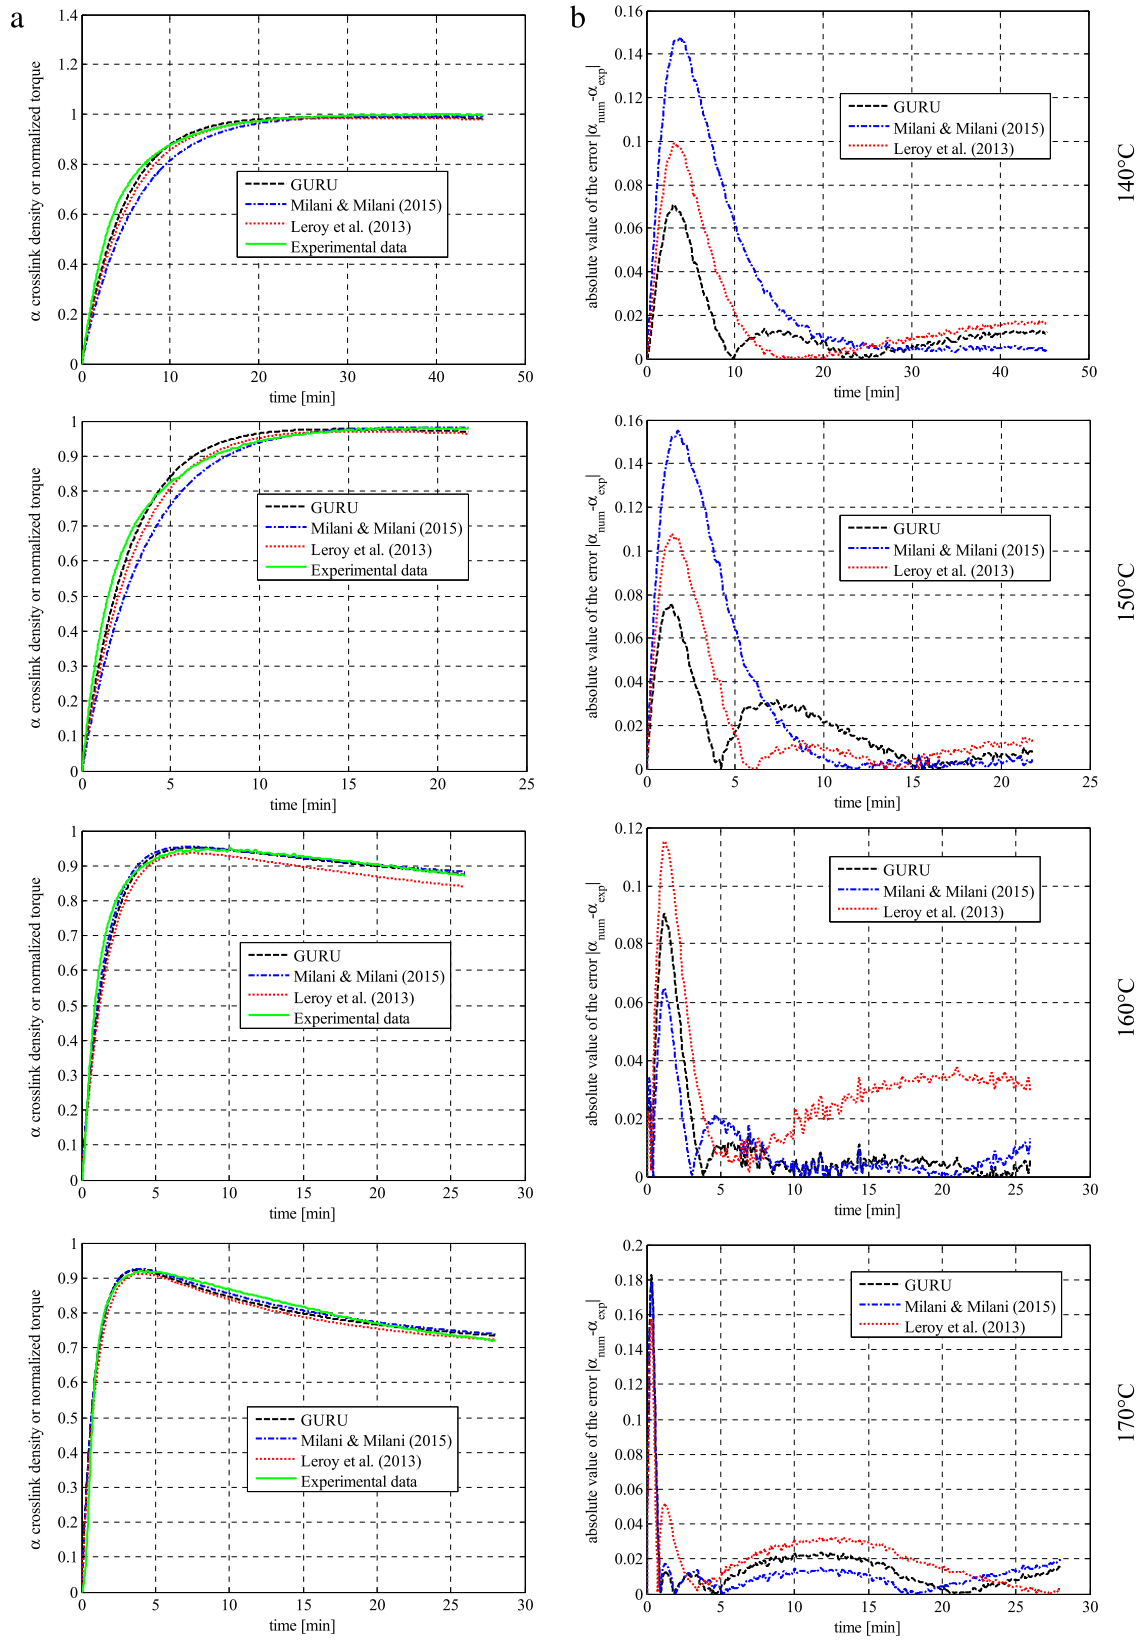 a
α crosslink density or normalized torque
1.4
1.2
1
0.8
0.6
0.4
0.2
0
0 10 20 30 40 50
time [min]
GURU
Milani & Milani (2015)
Leroy et al. (2013)
Experimental data
b
absolute value of the error |αnum-αexp|
0.16
0.14
0.12
0.1
0.08
0.06
0.04
0.02
0
0 10 20 30 40 50
time [min]
GURU
Milani & Milani (2015)
Leroy et al. (2013)
140°C
α crosslink density or normalized torque
1
0.9
0.8
0.7
0.6
0.5
0.4
0.3
0.2
0.1
0
0 5 10 15 20 25
time [min]
GURU
Milani & Milani (2015)
Leroy et al. (2013)
Experimental data
absolute value of the error |αnum-αexp|
0.16
0.14
0.12
0.1
0.08
0.06
0.04
0.02
0
0 5 10 15 20 25
time [min]
GURU
Milani & Milani (2015)
Leroy et al. (2013)
150°C
α crosslink density or normalized torque
1
0.9
0.8
0.7
0.6
0.5
0.4
0.3
0.2
0.1
0
0 5 10 15 20 25 30
time [min]
GURU
Milani & Milani (2015)
Leroy et al. (2013)
Experimental data
absolute value of the error |αnum-αexp|
0.12
0.1
0.08
0.06
0.04
0.02
0
0 5 10 15 20 25 30
time [min]
GURU
Milani & Milani (2015)
Leroy et al. (2013)
160°C
α crosslink density or normalized torque
1
0.9
0.8
0.7
0.6
0.5
0.4
0.3
0.2
0.1
0
0 5 10 15 20 25 30
time [min]
GURU
Milani & Milani (2015)
Leroy et al. (2013)
Experimental data
absolute value of the error |αnum-αexp|
0.2
0.18
0.16
0.14
0.12
0.1
0.08
0.06
0.04
0.02
0
0 5 10 15 20 25 30
time [min]
GURU
Milani & Milani (2015)
Leroy et al. (2013)
170°C